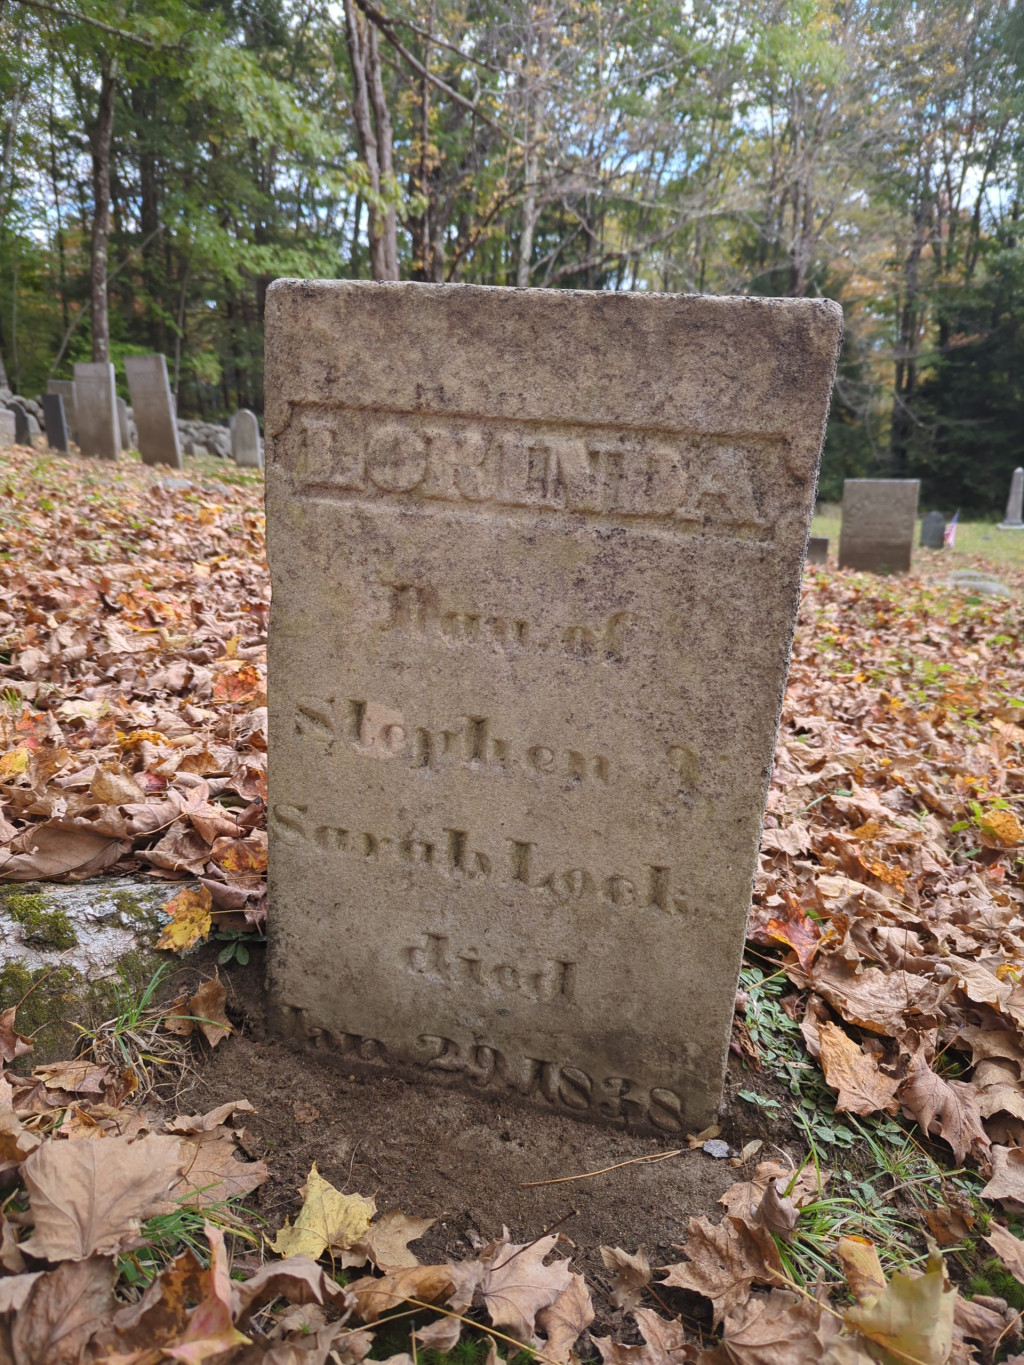 LORINDA
Dau. of
Stephen &
Sarah Lock
died
Jan 29, 1838